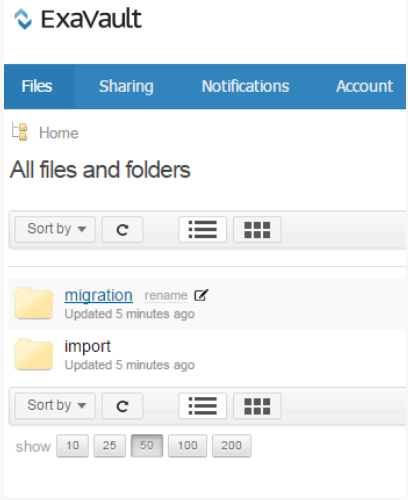 ExaVault
Files Sharing Notifications Account
Home
All files and folders
Sort by
migration rename
Updated 5 minutes ago
import
Updated 5 minutes ago
Sort by
show 10 25 50 100 200